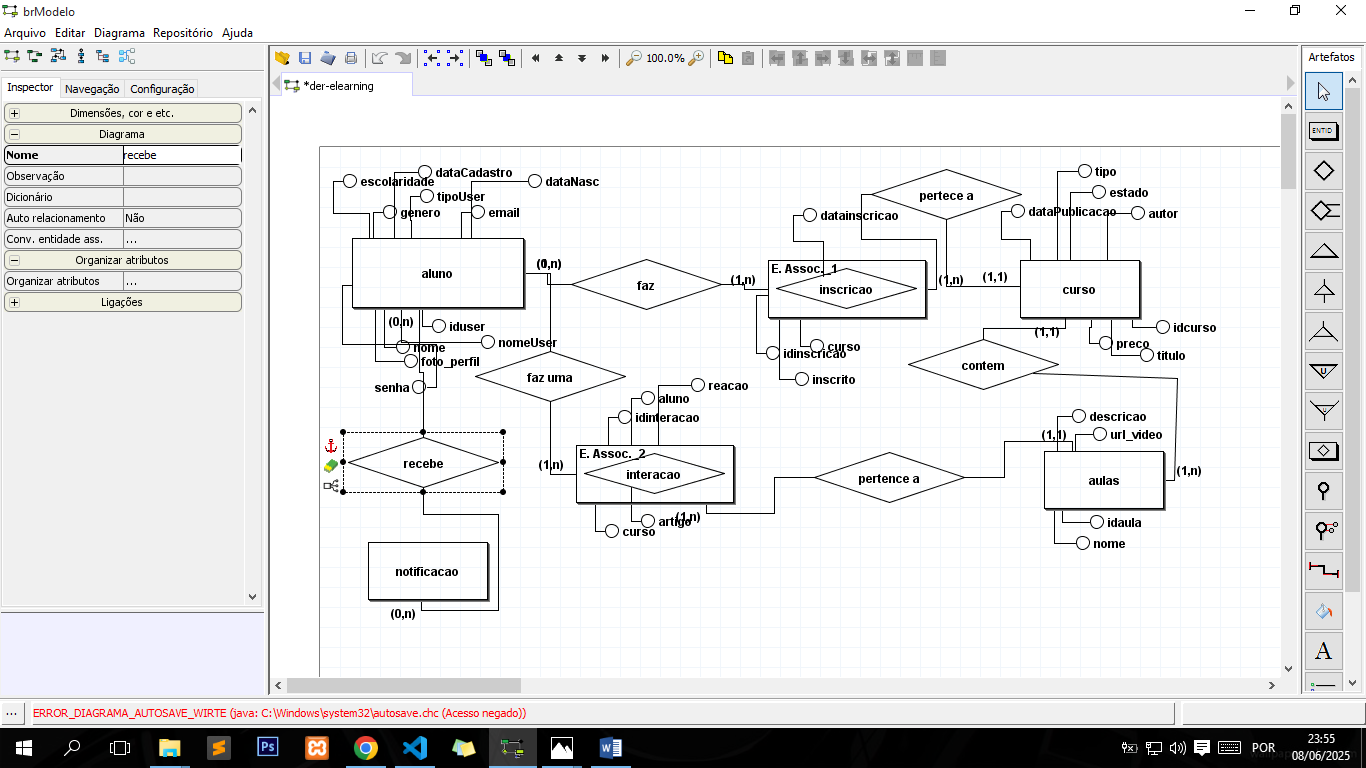 brModelo
Arquivo Editar Diagrama Repositório Ajuda
100.0%
Artefatos
Inspector Navegação Configuração
*der-elearning
Dimensões, cor e etc.
Diagrama
Nome recebe
Observação
Dicionário
Auto relacionamento Não
Conv. entidade ass. ...
Organizar atributos
Organizar atributos ...
Ligações
ENTID
escolaridade
dataCadastro
dataNasc
tipoUser
genero
email
aluno
(0,n)
iduser
nome
nomeUser
foto_perfil
senha
faz
(1,n)
faz uma
(1,n)
recebe
notificacao
(0,n)
datainscricao
pertece a
E. Assoc. _1
inscricao
(1,n)
(1,1)
idinscricao
curso
inscrito
tipo
estado
dataPublicacao
autor
curso
(1,1)
idcurso
preco
titulo
contem
reacao
aluno
idinteracao
E. Assoc. _2
interacao
artigo
(1,n)
curso
pertence a
(1,1)
descricao
url_video
aulas
(1,n)
idaula
nome
U
U
A
... ERROR_DIAGRAMA_AUTOSAVE_WIRTE (java: C:\Windows\system32\autosave.chc (Acesso negado))
Ps
W
POR
23:55
08/06/2025